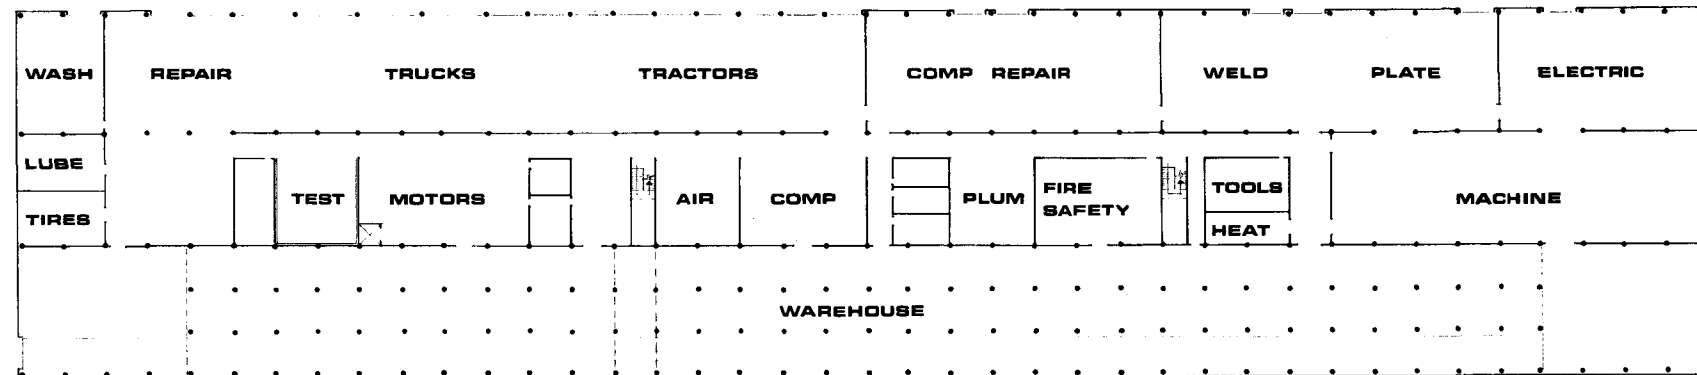 WASH REPAIR TRUCKS TRACTORS COMP REPAIR WELD PLATE ELECTRIC
LUBE
TEST MOTORS AIR COMP PLUM FIRE SAFETY TOOLS MACHINE
TIRES
HEAT
WAREHOUSE